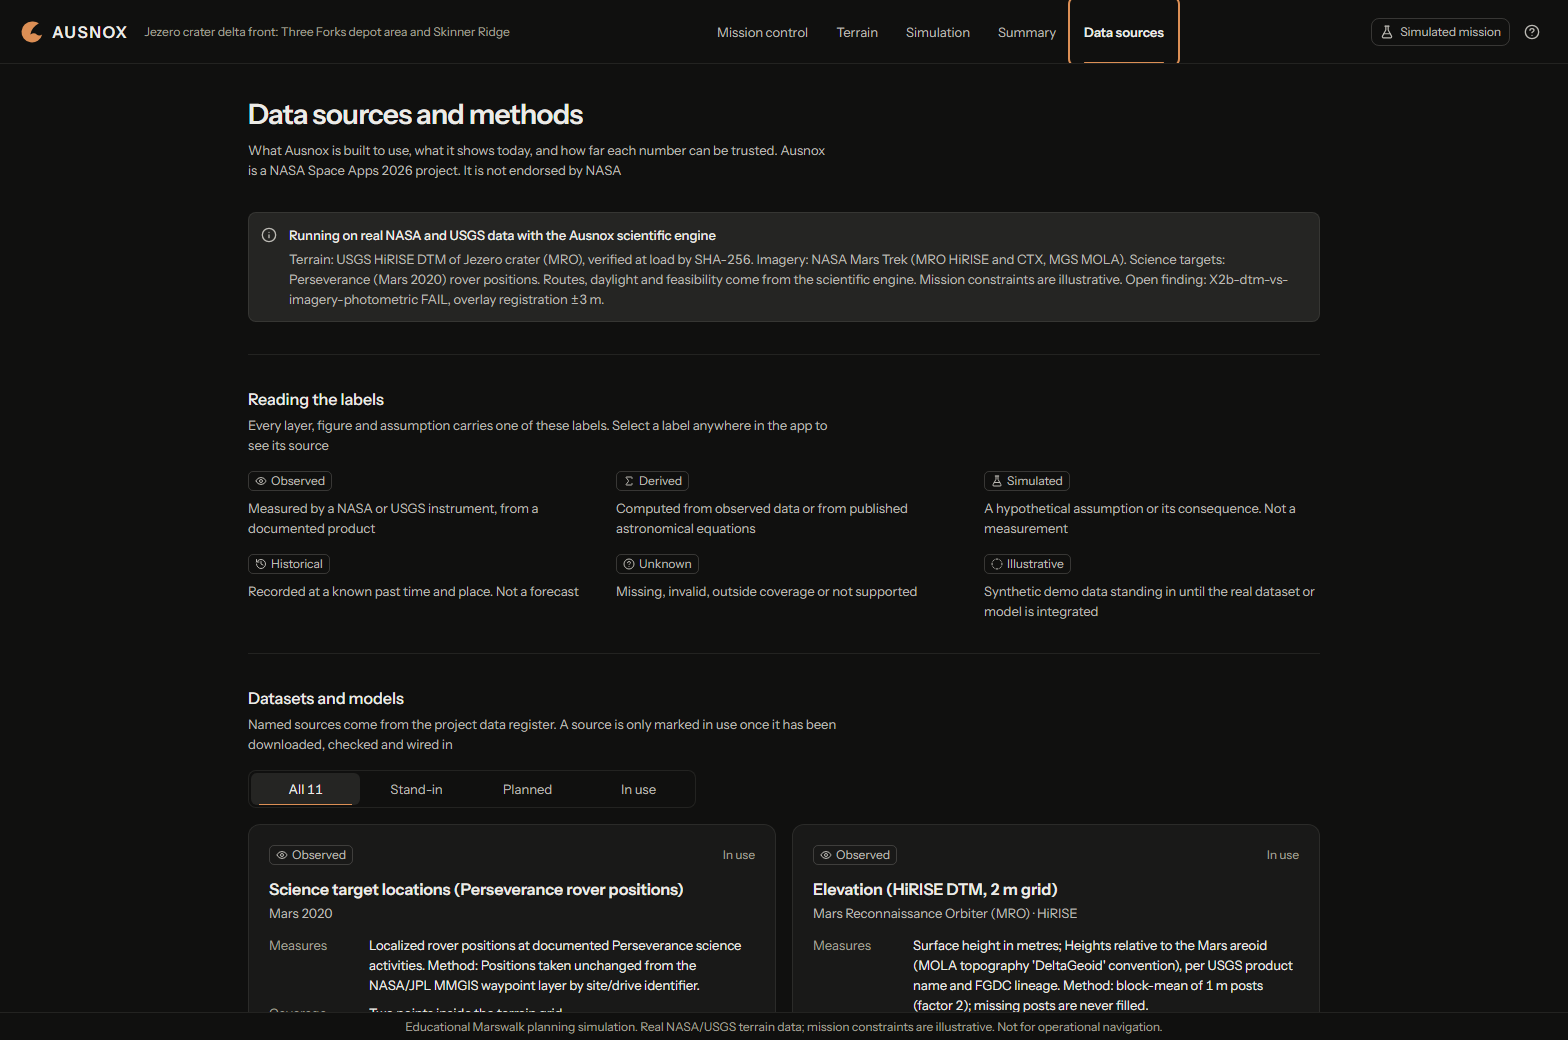 AUSNOX
Jezero crater delta front: Three Forks depot area and Skinner Ridge
Mission control
Terrain
Simulation
Summary
Data sources
Simulated mission
Data sources and methods
What Ausnox is built to use, what it shows today, and how far each number can be trusted. Ausnox
is a NASA Space Apps 2026 project. It is not endorsed by NASA
Running on real NASA and USGS data with the Ausnox scientific engine
Terrain: USGS HiRISE DTM of Jezero crater (MRO), verified at load by SHA-256. Imagery: NASA Mars Trek (MRO HiRISE and CTX, MGS MOLA). Science targets:
Perseverance (Mars 2020) rover positions. Routes, daylight and feasibility come from the scientific engine. Mission constraints are illustrative. Open finding: X2b-dtm-vs-
imagery-photometric FAIL, overlay registration ±3 m.
Reading the labels
Every layer, figure and assumption carries one of these labels. Select a label anywhere in the app to
see its source
Observed
Measured by a NASA or USGS instrument, from a
documented product
Derived
Computed from observed data or from published
astronomical equations
Simulated
A hypothetical assumption or its consequence. Not a
measurement
Historical
Recorded at a known past time and place. Not a forecast
Unknown
Missing, invalid, outside coverage or not supported
Illustrative
Synthetic demo data standing in until the real dataset or
model is integrated
Datasets and models
Named sources come from the project data register. A source is only marked in use once it has been
downloaded, checked and wired in
All 11
Stand-in
Planned
In use
Observed
In use
Science target locations (Perseverance rover positions)
Mars 2020
Measures
Localized rover positions at documented Perseverance science
activities. Method: Positions taken unchanged from the
NASA/JPL MMGIS waypoint layer by site/drive identifier.
Coverage
Two points inside the terrain grid
Observed
In use
Elevation (HiRISE DTM, 2 m grid)
Mars Reconnaissance Orbiter (MRO) · HiRISE
Measures
Surface height in metres; Heights relative to the Mars areoid
(MOLA topography 'DeltaGeoid' convention), per USGS product
name and FGDC lineage. Method: block-mean of 1 m posts
(factor 2); missing posts are never filled.
Educational Marswalk planning simulation. Real NASA/USGS terrain data; mission constraints are illustrative. Not for operational navigation.